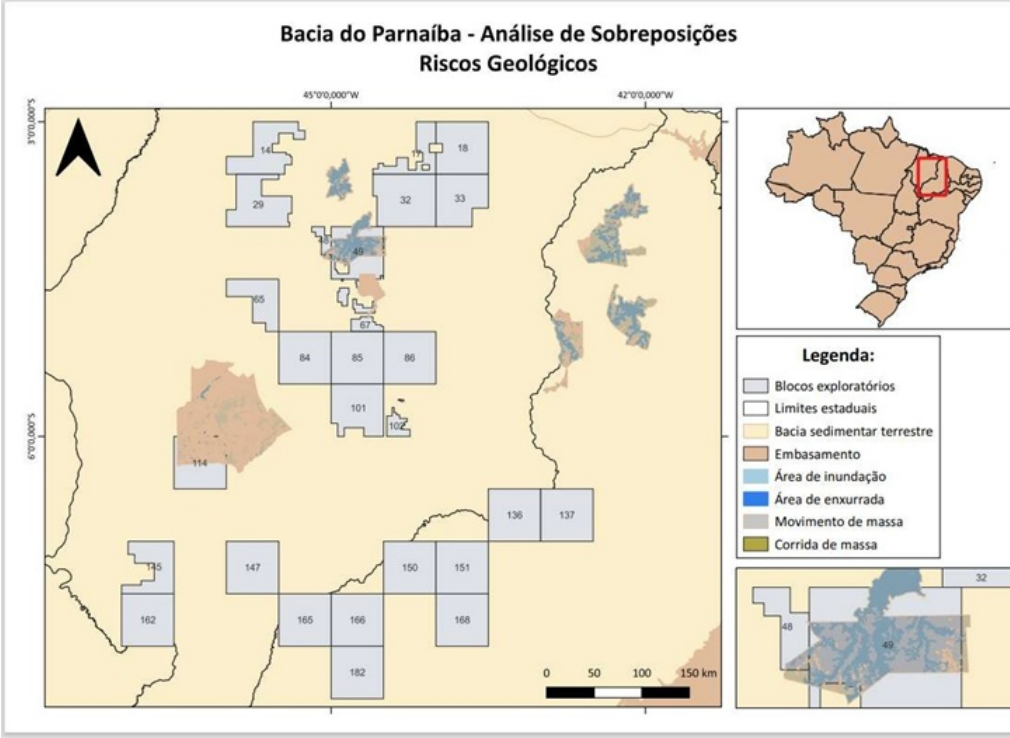 Bacia do Parnaíba - Análise de Sobreposições
Riscos Geológicos
45°0'0,000"W
42°0'0,000"W
3°0'0,000"S
6°0'0,000"S
14
17
18
29
32
33
48
49
65
67
84
85
86
101
102
114
136
137
145
147
150
151
162
165
166
168
182
0 50 100 150 km
Legenda:
Blocos exploratórios
Limites estaduais
Bacia sedimentar terrestre
Embasamento
Área de inundação
Área de enxurrada
Movimento de massa
Corrida de massa
32
48
49